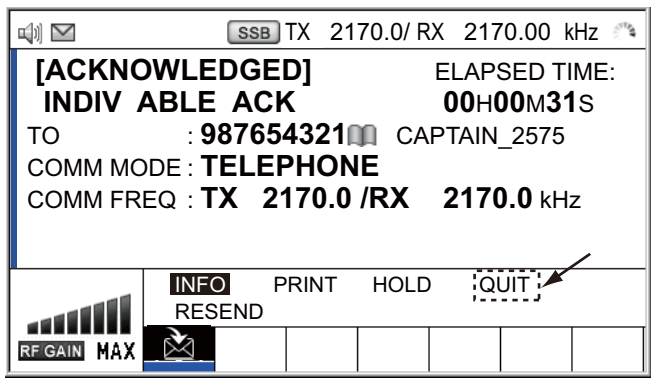 SSB TX 2170.0/ RX 2170.00 kHz
[ACKNOWLEDGED] ELAPSED TIME:
INDIV ABLE ACK 00H00M31S
TO : 987654321 CAPTAIN_2575
COMM MODE : TELEPHONE
COMM FREQ : TX 2170.0 /RX 2170.0 kHz
INFO PRINT HOLD QUIT
RESEND
RF GAIN MAX